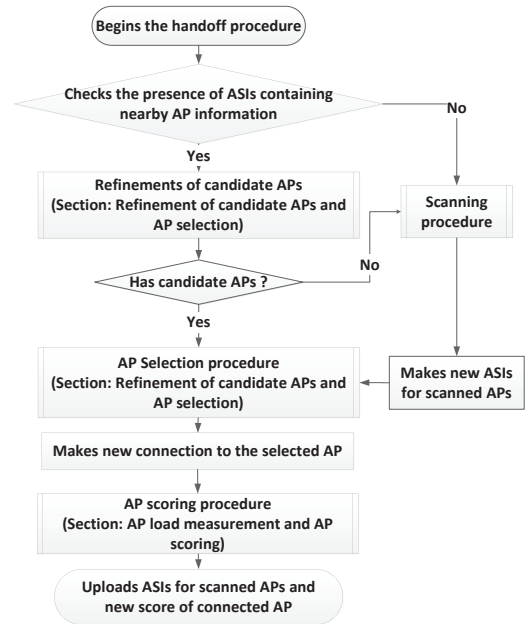 Begins the handoff procedure
Checks the presence of ASIs containing
nearby AP information
No
Yes
Refinements of candidate APs
(Section: Refinement of candidate APs and
AP selection)
Scanning
procedure
Has candidate APs ?
No
Yes
AP Selection procedure
(Section: Refinement of candidate APs and
AP selection)
Makes new ASIs
for scanned APs
Makes new connection to the selected AP
AP scoring procedure
(Section: AP load measurement and AP
scoring)
Uploads ASIs for scanned APs and
new score of connected AP